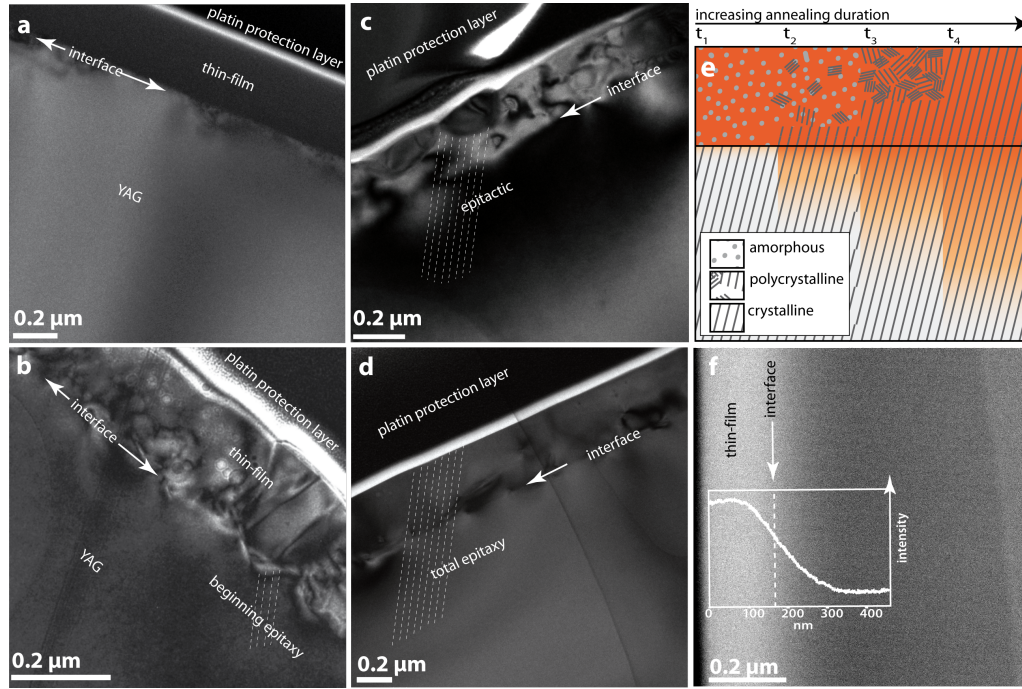 a
platin protection layer
interface
thin-film
YAG
0.2 µm
b
platin protection layer
interface
thin-film
YAG
beginning epitaxy
0.2 µm
c
platin protection layer
interface
epitactic
0.2 µm
d
platin protection layer
interface
total epitaxy
0.2 µm
increasing annealing duration
t1 t2 t3 t4
e
amorphous
polycrystalline
crystalline
f
thin-film
interface
intensity
0 100 200 300 400
nm
0.2 µm